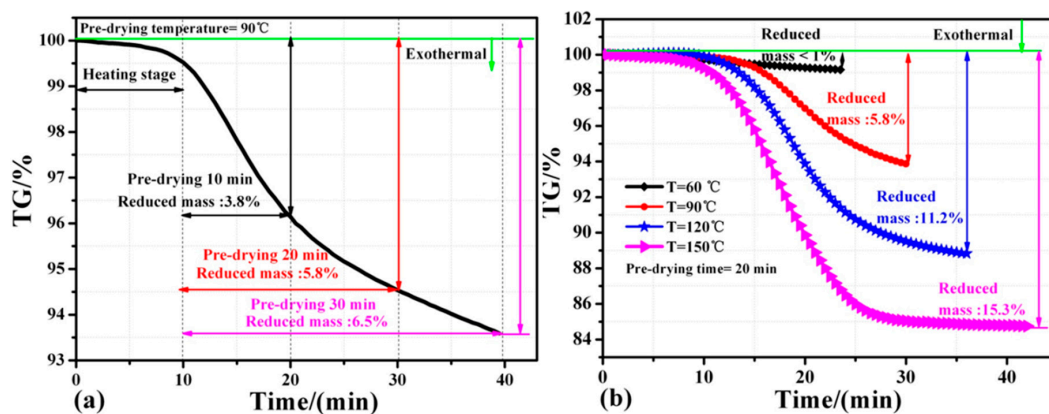 Pre-drying temperature= 90℃
Exothermal
Heating stage
Pre-drying 10 min
Reduced mass :3.8%
Pre-drying 20 min
Reduced mass :5.8%
Pre-drying 30 min
Reduced mass :6.5%
TG/%
100
99
98
97
96
95
94
93
0
10
20
30
40
(a)
Time/(min)
Reduced
mass < 1%
Exothermal
Reduced
mass :5.8%
Reduced
mass :11.2%
Reduced
mass :15.3%
T=60 ℃
T=90℃
T=120℃
T=150℃
Pre-drying time= 20 min
TG/%
102
100
98
96
94
92
90
88
86
84
0
10
20
30
40
(b)
Time/(min)